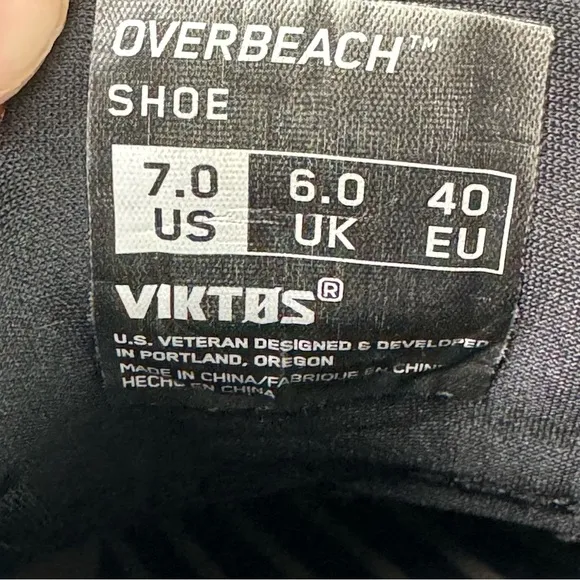 OVERBEACH™
SHOE
7.0 6.0 40
US UK EU
VIKTØS®
U.S. VETERAN DESIGNED & DEVELOPED
IN PORTLAND, OREGON
MADE IN CHINA/FABRIQUE EN CHINE
HECHO EN CHINA